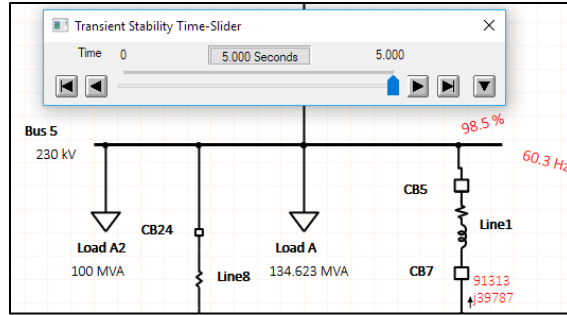 Transient Stability Time-Slider
Time 0 5.000 Seconds 5.000
98.5 %
Bus 5
60.3 Hz
230 kV
CB5
Line1
CB24
Load A2
Load A
100 MVA
Line8
134.623 MVA
CB7
91313
j39787